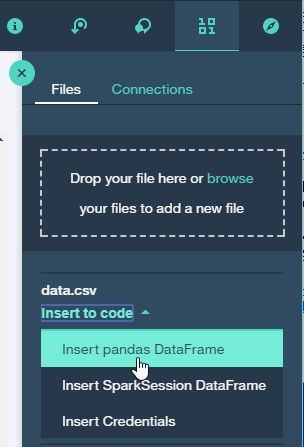 Files Connections
Drop your file here or browse
your files to add a new file
data.csv
Insert to code
Insert pandas DataFrame
Insert SparkSession DataFrame
Insert Credentials